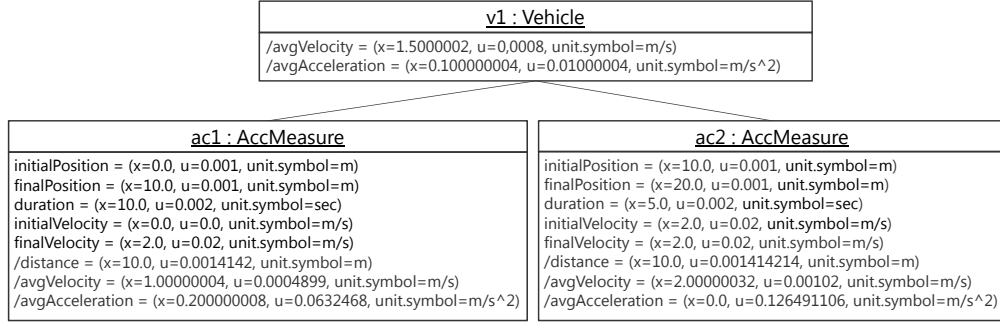 v1 : Vehicle
/avgVelocity = (x=1.5000002, u=0,0008, unit.symbol=m/s)
/avgAcceleration = (x=0.100000004, u=0.01000004, unit.symbol=m/s^2)
ac1 : AccMeasure
initialPosition = (x=0.0, u=0.001, unit.symbol=m)
finalPosition = (x=10.0, u=0.001, unit.symbol=m)
duration = (x=10.0, u=0.002, unit.symbol=sec)
initialVelocity = (x=0.0, u=0.0, unit.symbol=m/s)
finalVelocity = (x=2.0, u=0.02, unit.symbol=m/s)
/distance = (x=10.0, u=0.0014142, unit.symbol=m)
/avgVelocity = (x=1.00000004, u=0.0004899, unit.symbol=m/s)
/avgAcceleration = (x=0.200000008, u=0.0632468, unit.symbol=m/s^2)
ac2 : AccMeasure
initialPosition = (x=10.0, u=0.001, unit.symbol=m)
finalPosition = (x=20.0, u=0.001, unit.symbol=m)
duration = (x=5.0, u=0.002, unit.symbol=sec)
initialVelocity = (x=2.0, u=0.02, unit.symbol=m/s)
finalVelocity = (x=2.0, u=0.02, unit.symbol=m/s)
/distance = (x=10.0, u=0.001414214, unit.symbol=m)
/avgVelocity = (x=2.00000032, u=0.00102, unit.symbol=m/s)
/avgAcceleration = (x=0.0, u=0.126491106, unit.symbol=m/s^2)